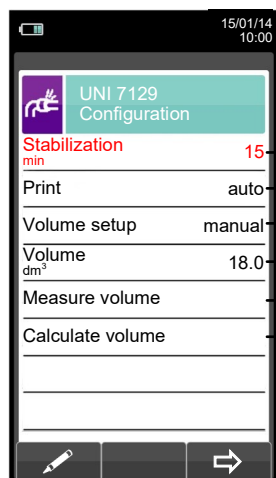 15/01/14
10:00
UNI 7129
Configuration
Stabilization
min
15
Print
auto
Volume setup
manual
Volume
dm³
18.0
Measure volume
Calculate volume